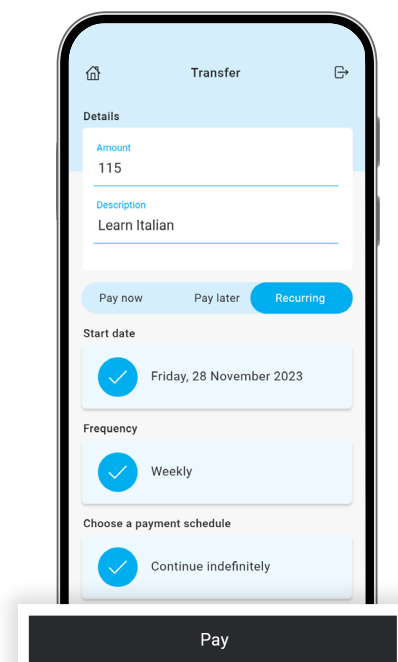 Transfer
Details
Amount
115
Description
Learn Italian
Pay now Pay later Recurring
Start date
Friday, 28 November 2023
Frequency
Weekly
Choose a payment schedule
Continue indefinitely
Pay